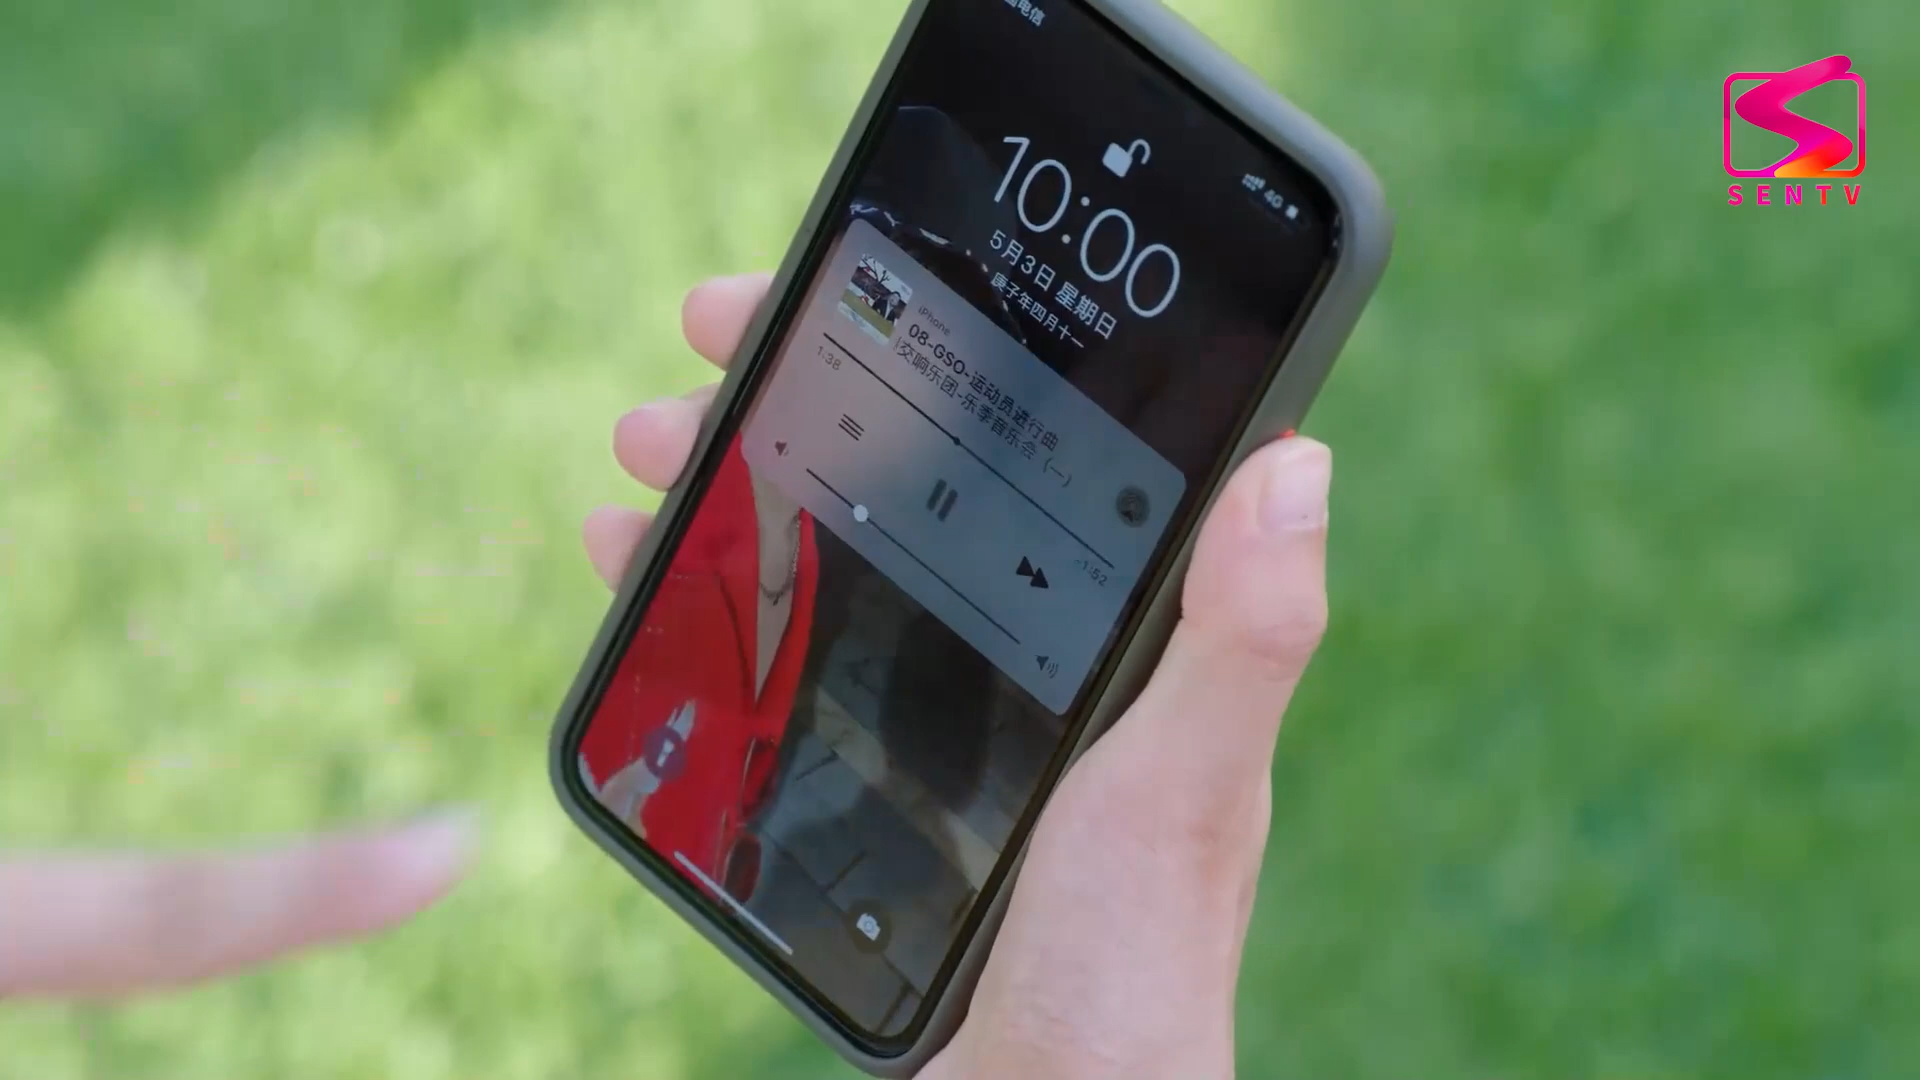 电信
4G
10:00
5月3日 星期日
庚子年四月十一
iPhone
08-GSO-运动员进行曲
交响乐团-乐季音乐会 (一)
1:38
-1:52
SENTV